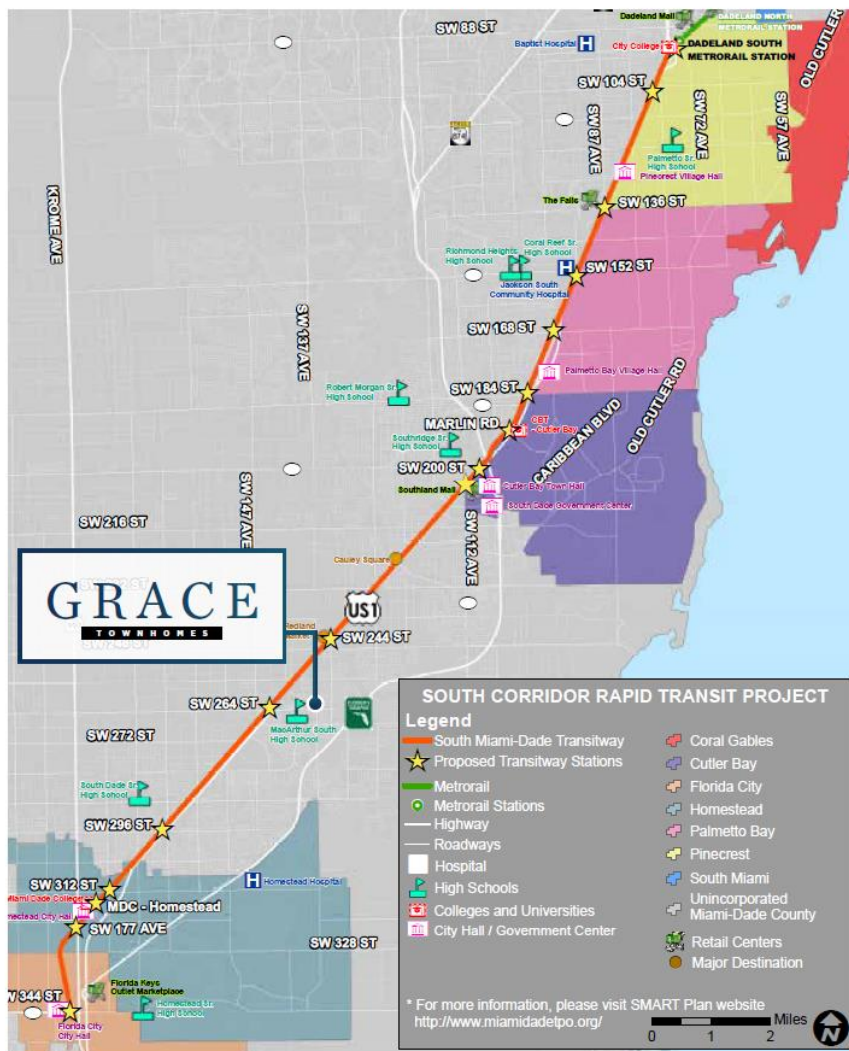 Dadeland Mall
DADELAND NORTH
METRORAIL STATION
SW 88 ST
Baptist Hospital
H
City College
DADELAND SOUTH
METRORAIL STATION
OLD CUTLER
SW 104 ST
SW 87 AVE
SW 72 AVE
SW 57 AVE
Palmetto Sr.
High School
Pinecrest Village Hall
KROME AVE
The Falls
SW 136 ST
Richmond Heights
High School
Coral Reef Sr.
High School
H
SW 152 ST
Jackson South
Community Hospital
SW 137 AVE
SW 168 ST
Palmetto Bay Village Hall
Robert Morgan Sr.
High School
SW 184 ST
MARLIN RD
CBT
- Cutler Bay
CARIBBEAN BLVD
OLD CUTLER RD
Southridge Sr.
High School
SW 200 ST
Southland Mall
Cutler Bay Town Hall
South Dade Government Center
SW 147 AVE
SW 112 AVE
SW 216 ST
Cauley Square
GRACE
TOWNHOMES
US1
Redland
SW 244 ST
SW 264 ST
MacArthur South
High School
SW 272 ST
South Dade Sr.
High School
SW 296 ST
SW 312 ST
Miami Dade College
MDC - Homestead
Homestead City Hall
SW 177 AVE
H
Homestead Hospital
SW 328 ST
SW 344 ST
Florida Keys
Outlet Marketplace
Homestead Sr.
High School
Florida City
City Hall
SOUTH CORRIDOR RAPID TRANSIT PROJECT
Legend
South Miami-Dade Transitway
Proposed Transitway Stations
Metrorail
Metrorail Stations
Highway
Roadways
Hospital
High Schools
Colleges and Universities
City Hall / Government Center
Coral Gables
Cutler Bay
Florida City
Homestead
Palmetto Bay
Pinecrest
South Miami
Unincorporated
Miami-Dade County
Retail Centers
Major Destination
* For more information, please visit SMART Plan website
http://www.miamidadetpo.org/
Miles
0 1 2
N